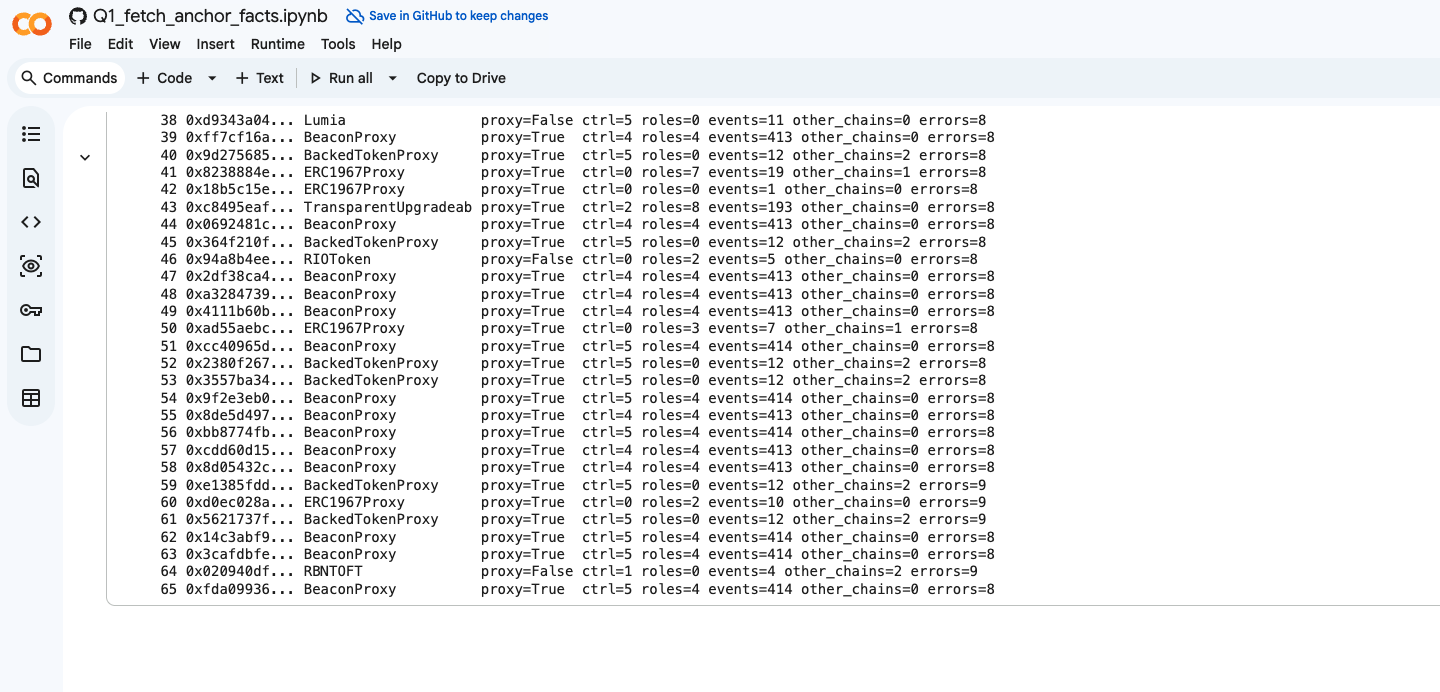 Q1_fetch_anchor_facts.ipynb Save in GitHub to keep changes
File Edit View Insert Runtime Tools Help
Commands + Code + Text Run all Copy to Drive
38 0xd9343a04... Lumia proxy=False ctrl=5 roles=0 events=11 other_chains=0 errors=8
39 0xff7cf16a... BeaconProxy proxy=True ctrl=4 roles=4 events=413 other_chains=0 errors=8
40 0x9d275685... BackedTokenProxy proxy=True ctrl=5 roles=0 events=12 other_chains=2 errors=8
41 0x8238884e... ERC1967Proxy proxy=True ctrl=0 roles=7 events=19 other_chains=1 errors=8
42 0x18b5c15e... ERC1967Proxy proxy=True ctrl=0 roles=0 events=1 other_chains=0 errors=8
43 0xc8495eaf... TransparentUpgradeab proxy=True ctrl=2 roles=8 events=193 other_chains=0 errors=8
44 0x0692481c... BeaconProxy proxy=True ctrl=4 roles=4 events=413 other_chains=0 errors=8
45 0x364f210f... BackedTokenProxy proxy=True ctrl=5 roles=0 events=12 other_chains=2 errors=8
46 0x94a8b4ee... RIOToken proxy=False ctrl=0 roles=2 events=5 other_chains=0 errors=8
47 0x2df38ca4... BeaconProxy proxy=True ctrl=4 roles=4 events=413 other_chains=0 errors=8
48 0xa3284739... BeaconProxy proxy=True ctrl=4 roles=4 events=413 other_chains=0 errors=8
49 0x4111b60b... BeaconProxy proxy=True ctrl=4 roles=4 events=413 other_chains=0 errors=8
50 0xad55aebc... ERC1967Proxy proxy=True ctrl=0 roles=3 events=7 other_chains=1 errors=8
51 0xcc40965d... BeaconProxy proxy=True ctrl=5 roles=4 events=414 other_chains=0 errors=8
52 0x2380f267... BackedTokenProxy proxy=True ctrl=5 roles=0 events=12 other_chains=2 errors=8
53 0x3557ba34... BackedTokenProxy proxy=True ctrl=5 roles=0 events=12 other_chains=2 errors=8
54 0x9f2e3eb0... BeaconProxy proxy=True ctrl=5 roles=4 events=414 other_chains=0 errors=8
55 0x8de5d497... BeaconProxy proxy=True ctrl=4 roles=4 events=413 other_chains=0 errors=8
56 0xbb8774fb... BeaconProxy proxy=True ctrl=5 roles=4 events=414 other_chains=0 errors=8
57 0xcdd60d15... BeaconProxy proxy=True ctrl=4 roles=4 events=413 other_chains=0 errors=8
58 0x8d05432c... BeaconProxy proxy=True ctrl=4 roles=4 events=413 other_chains=0 errors=8
59 0xe1385fdd... BackedTokenProxy proxy=True ctrl=5 roles=0 events=12 other_chains=2 errors=9
60 0xd0ec028a... ERC1967Proxy proxy=True ctrl=0 roles=2 events=10 other_chains=0 errors=9
61 0x5621737f... BackedTokenProxy proxy=True ctrl=5 roles=0 events=12 other_chains=2 errors=9
62 0x14c3abf9... BeaconProxy proxy=True ctrl=5 roles=4 events=414 other_chains=0 errors=8
63 0x3cafdbfe... BeaconProxy proxy=True ctrl=5 roles=4 events=414 other_chains=0 errors=8
64 0x020940df... RBNTOFT proxy=False ctrl=1 roles=0 events=4 other_chains=2 errors=9
65 0xfda09936... BeaconProxy proxy=True ctrl=5 roles=4 events=414 other_chains=0 errors=8